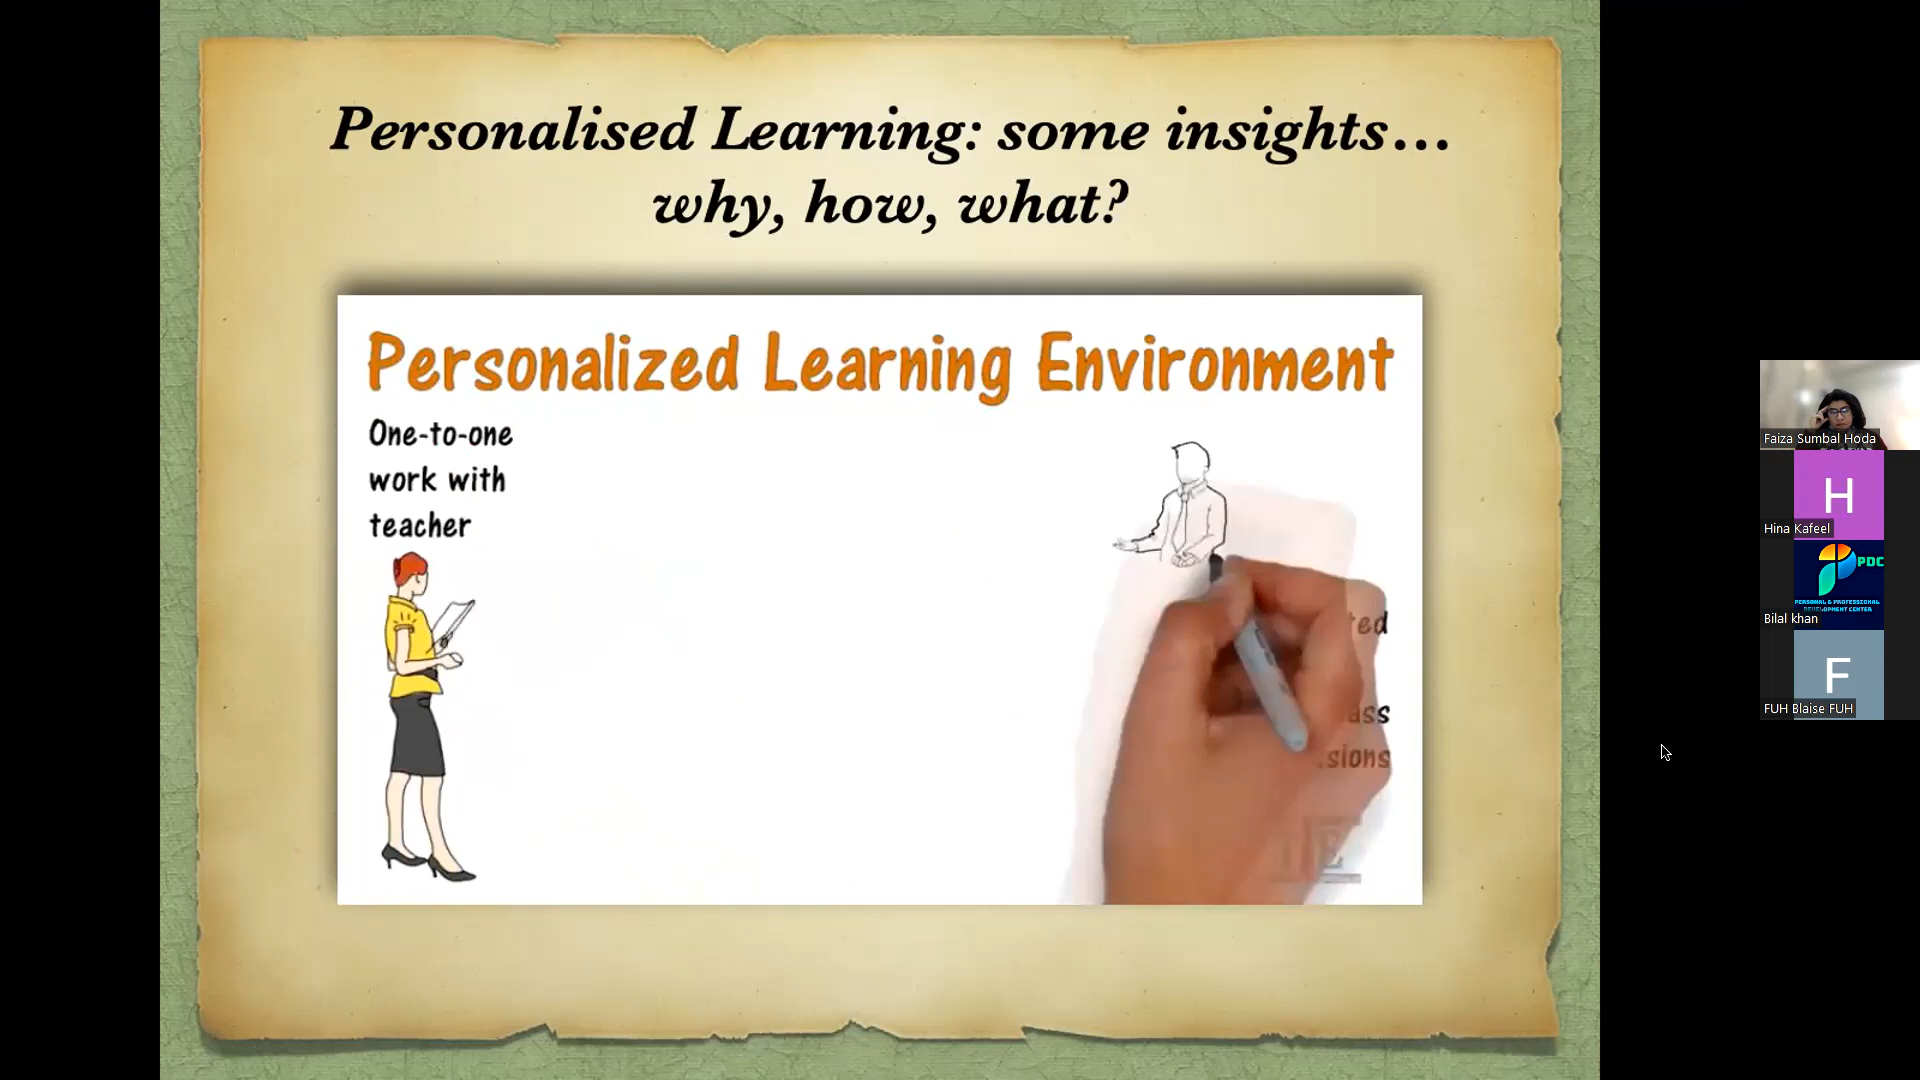 Personalised Learning: some insights...
why, how, what?
Personalized Learning Environment
One-to-one
work with
teacher
Faiza Sumbal Hoda
H
Hina Kafeel
PDC
PERSONAL & PROFESSIONAL
DEVELOPMENT CENTER
Bilal khan
F
FUH Blaise FUH